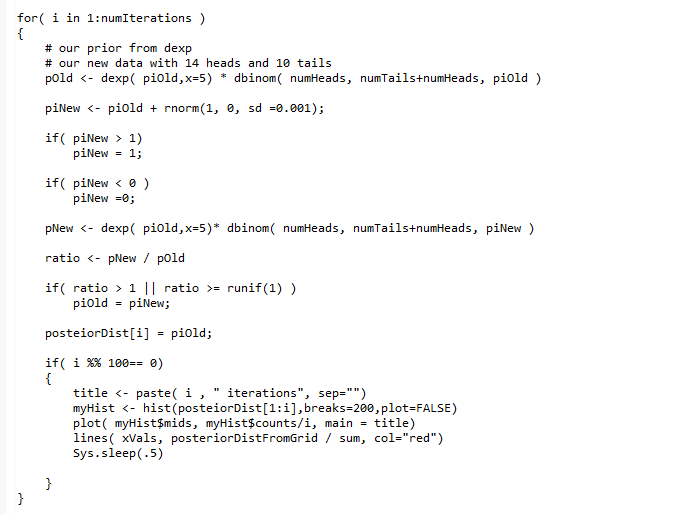 for( i in 1:numIterations )
{
    # our prior from dexp
    # our new data with 14 heads and 10 tails
    pOld <- dexp( piOld,x=5) * dbinom( numHeads, numTails+numHeads, piOld )
    piNew <- piOld + rnorm(1, 0, sd =0.001);
    if( piNew > 1)
        piNew = 1;
    if( piNew < 0 )
        piNew =0;
    pNew <- dexp( piOld,x=5)* dbinom( numHeads, numTails+numHeads, piNew )
    ratio <- pNew / pOld
    if( ratio > 1 || ratio >= runif(1) )
        piOld = piNew;
    posteiorDist[i] = piOld;
    if( i %% 100== 0)
    {
        title <- paste( i , " iterations", sep="")
        myHist <- hist(posteiorDist[1:i],breaks=200,plot=FALSE)
        plot( myHist$mids, myHist$counts/i, main = title)
        lines( xVals, posteriorDistFromGrid / sum, col="red")
        Sys.sleep(.5)
    }
}